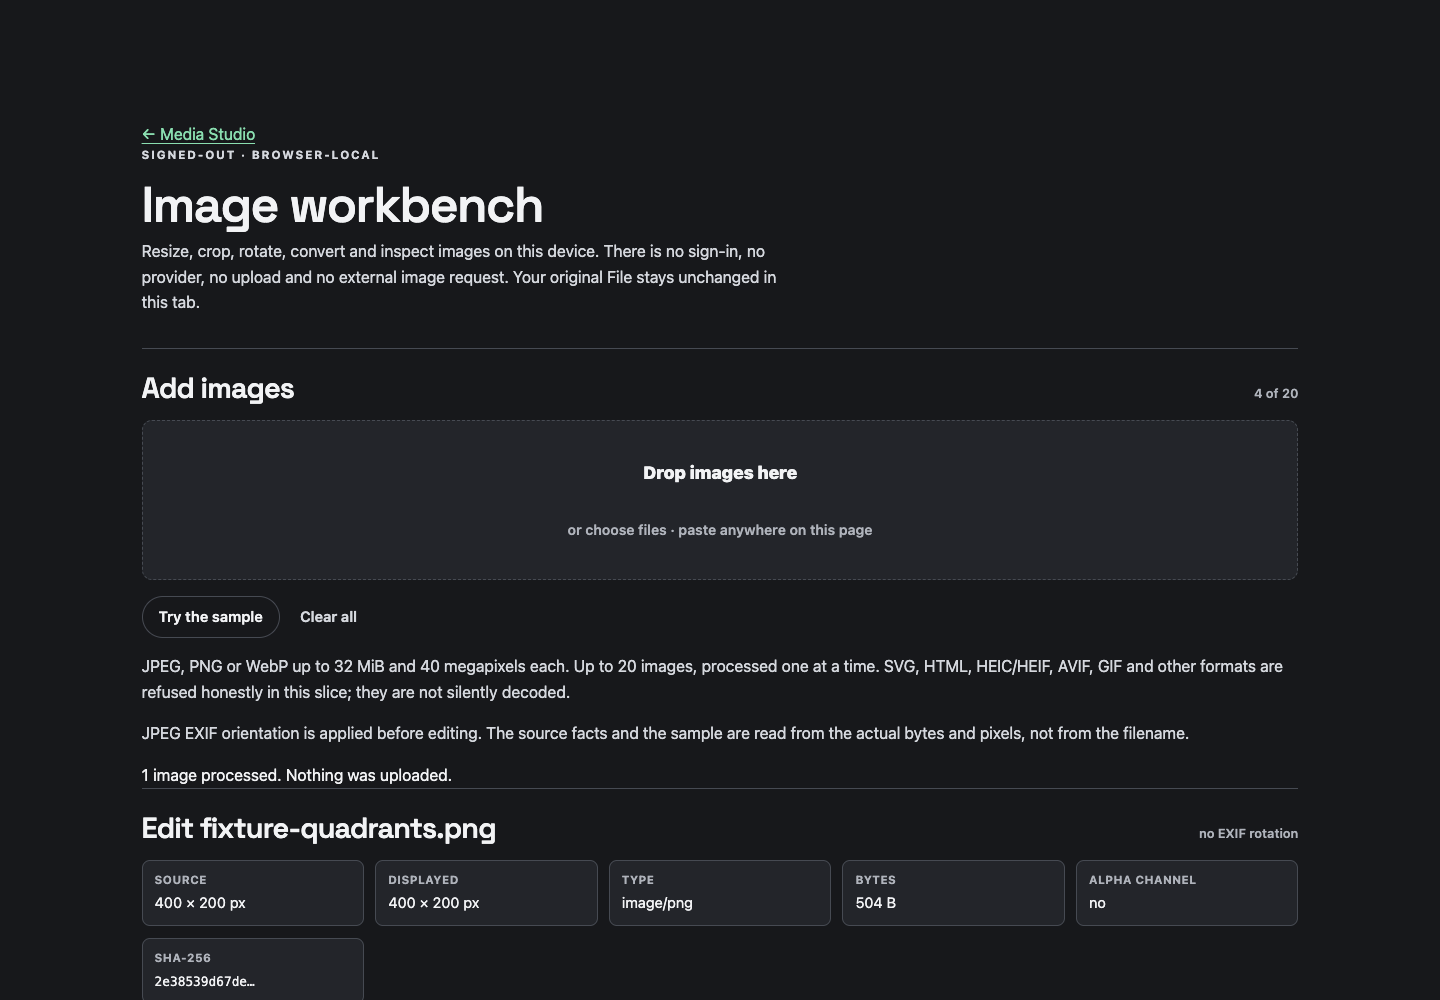 ← Media Studio
SIGNED-OUT · BROWSER-LOCAL
Image workbench
Resize, crop, rotate, convert and inspect images on this device. There is no sign-in, no
provider, no upload and no external image request. Your original File stays unchanged in
this tab.
Add images
4 of 20
Drop images here
or choose files · paste anywhere on this page
Try the sample
Clear all
JPEG, PNG or WebP up to 32 MiB and 40 megapixels each. Up to 20 images, processed one at a time. SVG, HTML, HEIC/HEIF, AVIF, GIF and other formats are
refused honestly in this slice; they are not silently decoded.
JPEG EXIF orientation is applied before editing. The source facts and the sample are read from the actual bytes and pixels, not from the filename.
1 image processed. Nothing was uploaded.
Edit fixture-quadrants.png
no EXIF rotation
SOURCE
400 × 200 px
DISPLAYED
400 × 200 px
TYPE
image/png
BYTES
504 B
ALPHA CHANNEL
no
SHA-256
2e38539d67de…